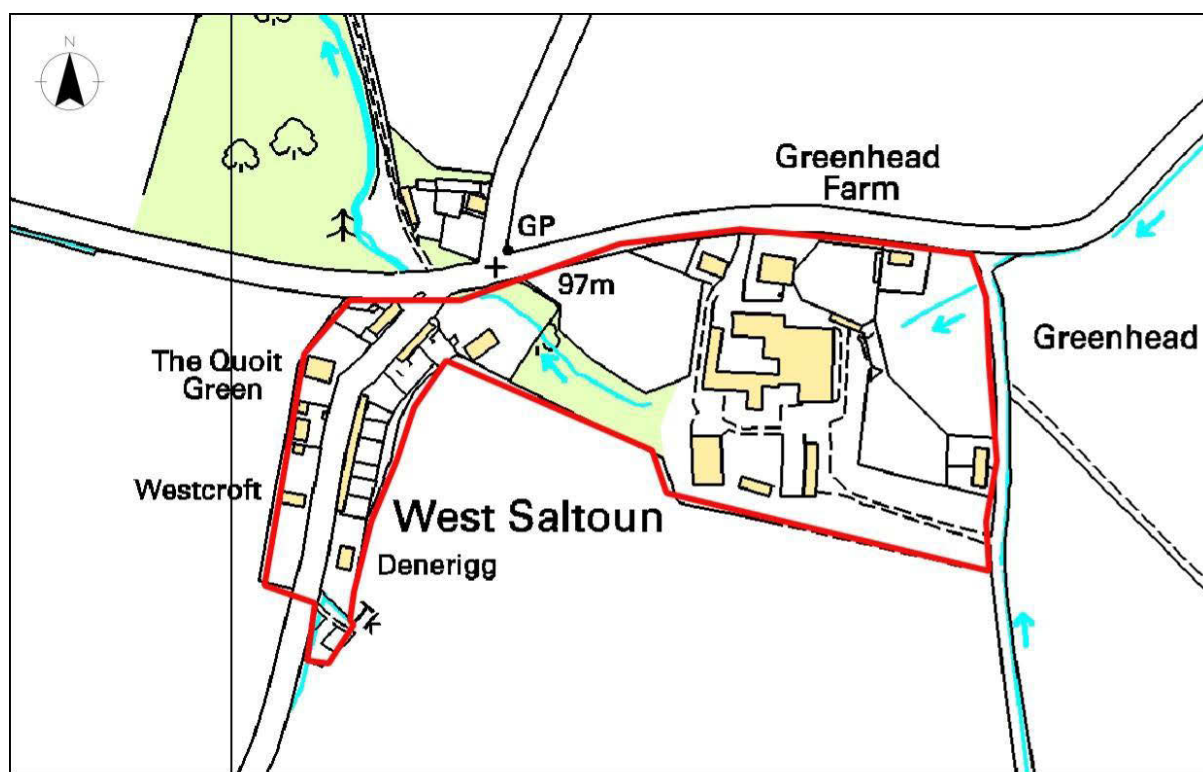 N
Greenhead
Farm
GP
97m
Greenhead
The Quoit
Green
Westcroft
West Saltoun
Denerigg
Tk